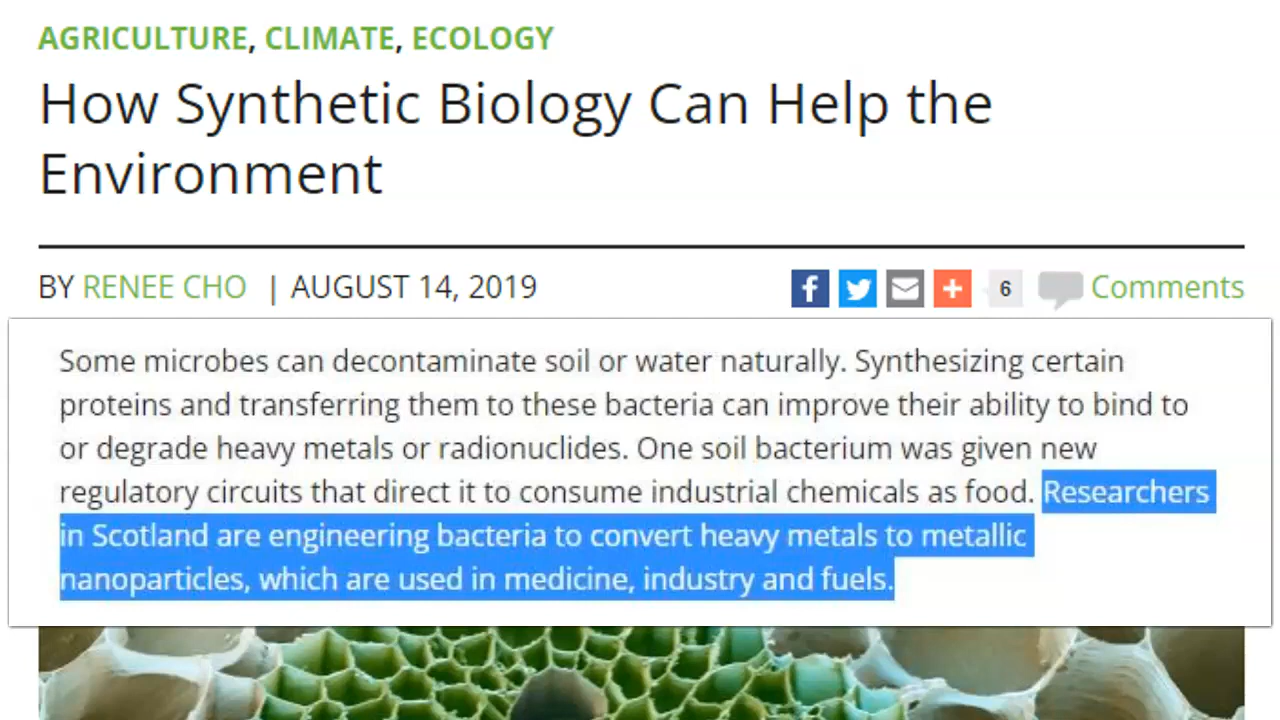 AGRICULTURE, CLIMATE, ECOLOGY
How Synthetic Biology Can Help the
Environment
BY RENEE CHO | AUGUST 14, 2019
6
Comments
Some microbes can decontaminate soil or water naturally. Synthesizing certain
proteins and transferring them to these bacteria can improve their ability to bind to
or degrade heavy metals or radionuclides. One soil bacterium was given new
regulatory circuits that direct it to consume industrial chemicals as food. Researchers
in Scotland are engineering bacteria to convert heavy metals to metallic
nanoparticles, which are used in medicine, industry and fuels.